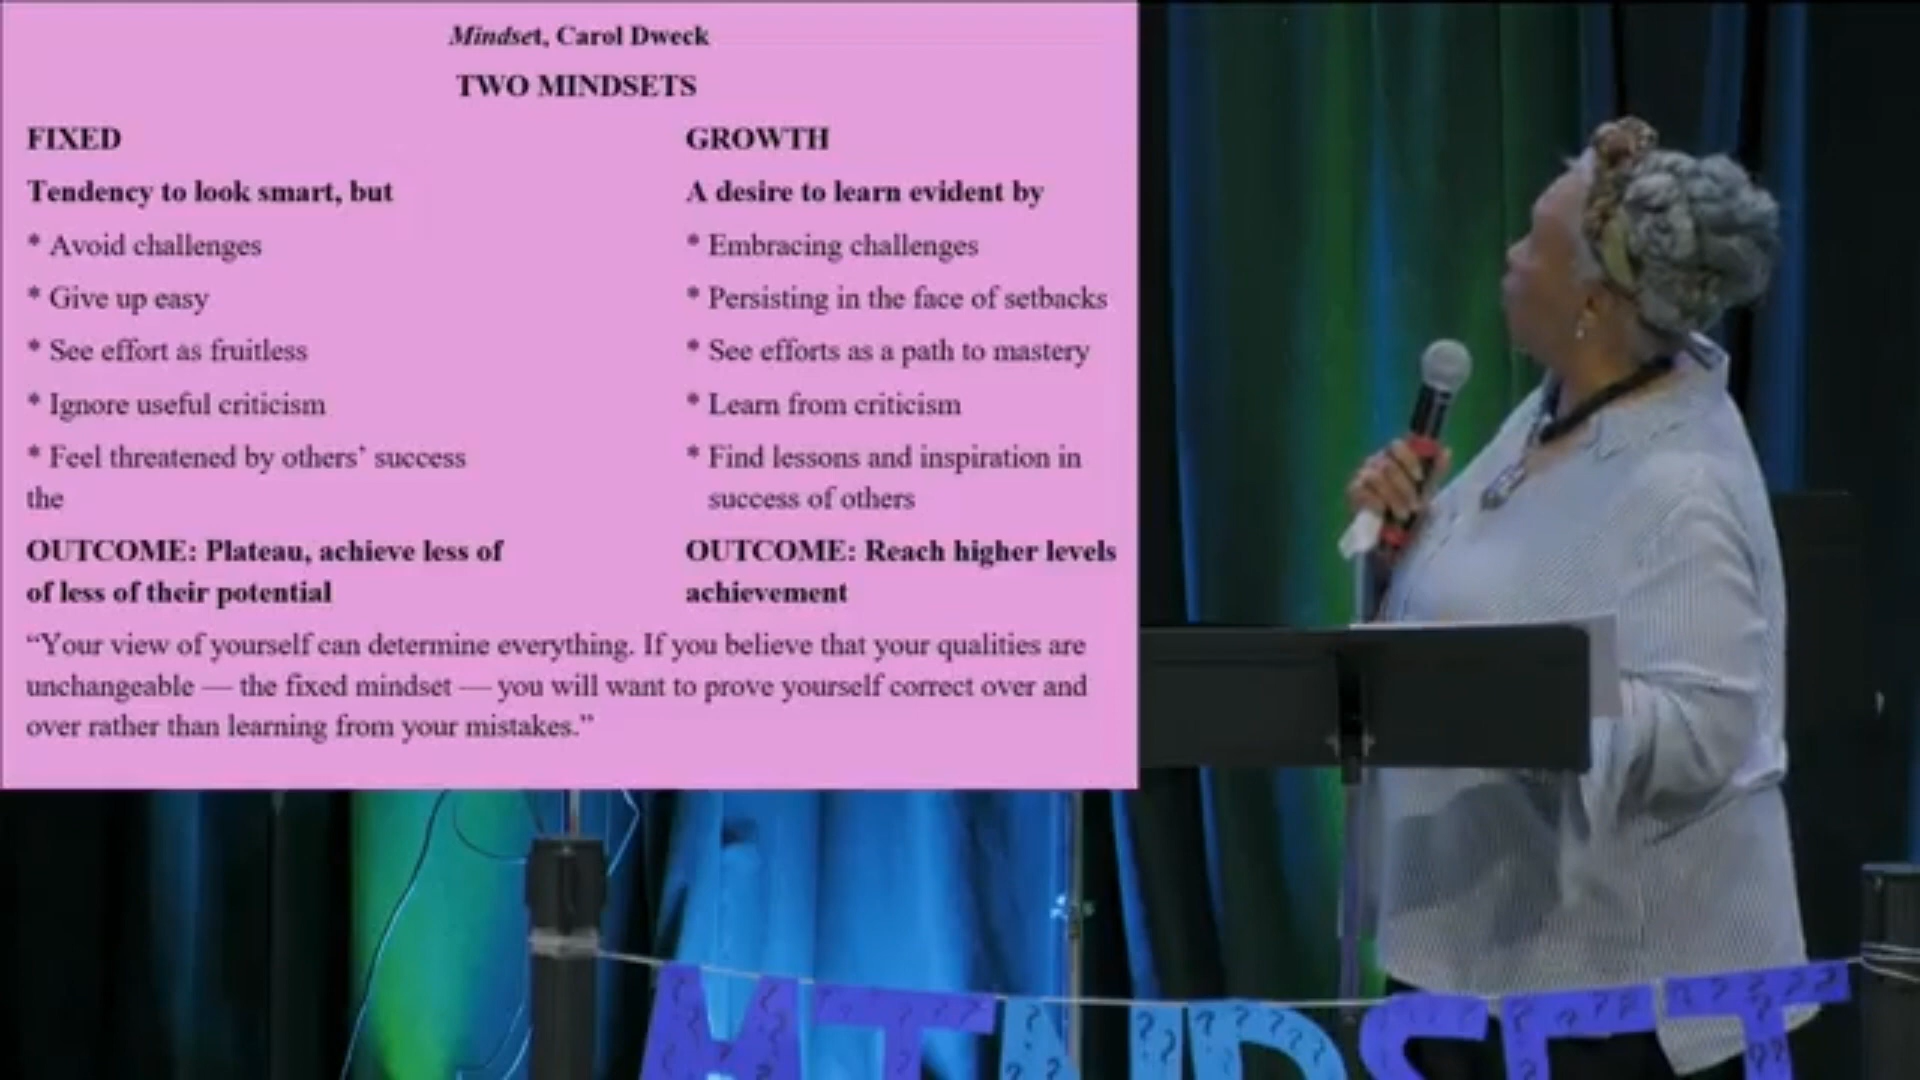 Mindset, Carol Dweck
TWO MINDSETS
FIXED
Tendency to look smart, but
* Avoid challenges
* Give up easy
* See effort as fruitless
* Ignore useful criticism
* Feel threatened by others’ success
the
OUTCOME: Plateau, achieve less of
of less of their potential
GROWTH
A desire to learn evident by
* Embracing challenges
* Persisting in the face of setbacks
* See efforts as a path to mastery
* Learn from criticism
* Find lessons and inspiration in
success of others
OUTCOME: Reach higher levels
achievement
“Your view of yourself can determine everything. If you believe that your qualities are
unchangeable — the fixed mindset — you will want to prove yourself correct over and
over rather than learning from your mistakes.”
MINDSET